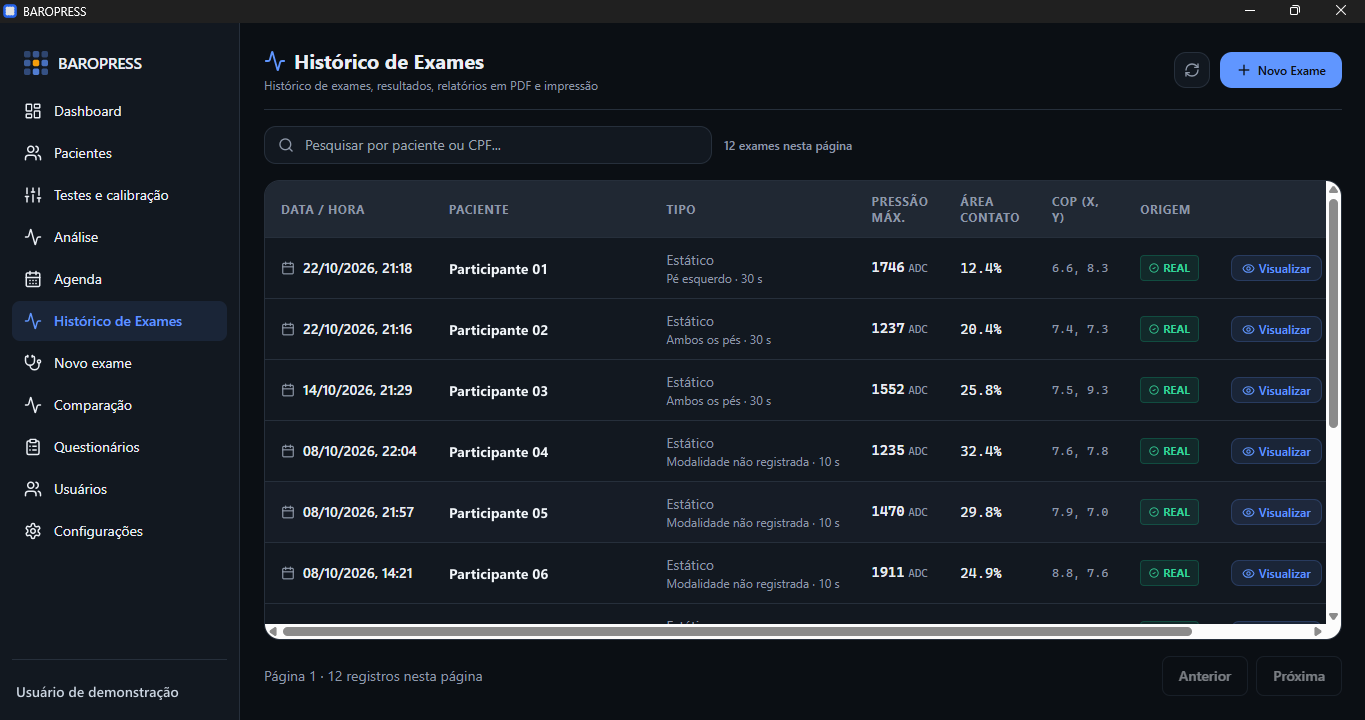 BAROPRESS
BAROPRESS
Dashboard
Pacientes
Testes e calibração
Análise
Agenda
Histórico de Exames
Novo exame
Comparação
Questionários
Usuários
Configurações
Usuário de demonstração
Histórico de Exames
Histórico de exames, resultados, relatórios em PDF e impressão
Novo Exame
Pesquisar por paciente ou CPF...
12 exames nesta página
DATA / HORA PACIENTE TIPO PRESSÃO MÁX. ÁREA CONTATO COP (X, Y) ORIGEM
22/10/2026, 21:18 Participante 01 Estático 1746 ADC 12.4% 6.6, 8.3 REAL Visualizar
Pé esquerdo · 30 s
22/10/2026, 21:16 Participante 02 Estático 1237 ADC 20.4% 7.4, 7.3 REAL Visualizar
Ambos os pés · 30 s
14/10/2026, 21:29 Participante 03 Estático 1552 ADC 25.8% 7.5, 9.3 REAL Visualizar
Ambos os pés · 30 s
08/10/2026, 22:04 Participante 04 Estático 1235 ADC 32.4% 7.6, 7.8 REAL Visualizar
Modalidade não registrada · 10 s
08/10/2026, 21:57 Participante 05 Estático 1470 ADC 29.8% 7.9, 7.0 REAL Visualizar
Modalidade não registrada · 10 s
08/10/2026, 14:21 Participante 06 Estático 1911 ADC 24.9% 8.8, 7.6 REAL Visualizar
Modalidade não registrada · 10 s
Página 1 · 12 registros nesta página
Anterior
Próxima